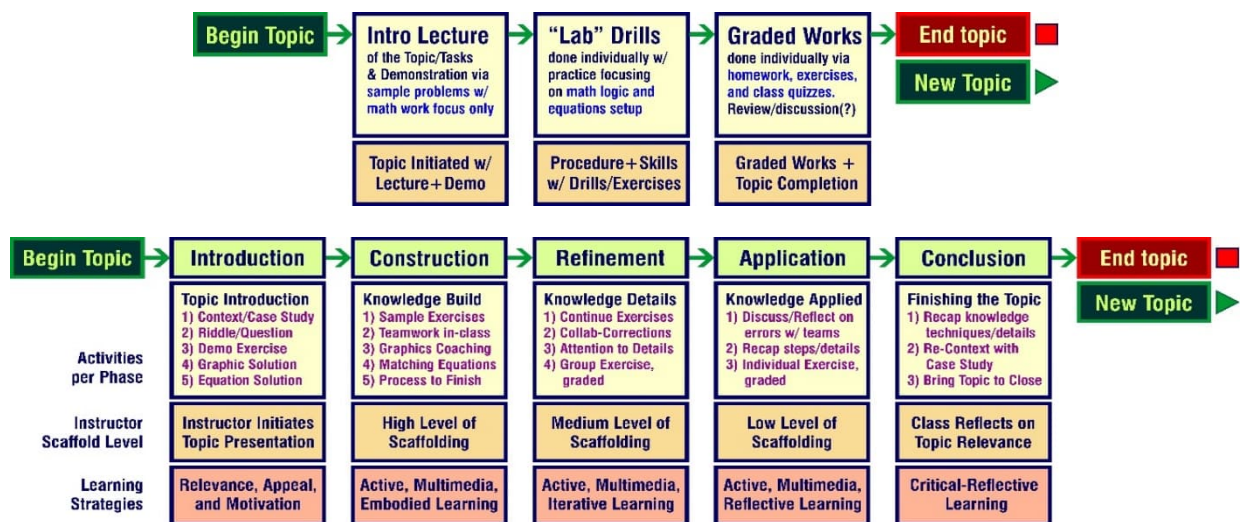 Begin Topic
Intro Lecture
of the Topic/Tasks
& Demonstration via
sample problems w/
math work focus only
Topic Initiated w/
Lecture+Demo
“Lab” Drills
done individually w/
practice focusing
on math logic and
equations setup
Procedure+Skills
w/ Drills/Exercises
Graded Works
done individually via
homework, exercises,
and class quizzes.
Review/discussion(?)
Graded Works +
Topic Completion
End topic
New Topic
Begin Topic
Introduction
Construction
Refinement
Application
Conclusion
End topic
New Topic
Activities
per Phase
Topic Introduction
1) Context/Case Study
2) Riddle/Question
3) Demo Exercise
4) Graphic Solution
5) Equation Solution
Knowledge Build
1) Sample Exercises
2) Teamwork in-class
3) Graphics Coaching
4) Matching Equations
5) Process to Finish
Knowledge Details
1) Continue Exercises
2) Collab-Corrections
3) Attention to Details
4) Group Exercise,
graded
Knowledge Applied
1) Discuss/Reflect on
errors w/ teams
2) Recap steps/details
3) Individual Exercise,
graded
Finishing the Topic
1) Recap knowledge
techniques/details
2) Re-Context with
Case Study
3) Bring Topic to Close
Instructor
Scaffold Level
Instructor Initiates
Topic Presentation
High Level of
Scaffolding
Medium Level of
Scaffolding
Low Level of
Scaffolding
Class Reflects on
Topic Relevance
Learning
Strategies
Relevance, Appeal,
and Motivation
Active, Multimedia,
Embodied Learning
Active, Multimedia,
Iterative Learning
Active, Multimedia,
Reflective Learning
Critical-Reflective
Learning